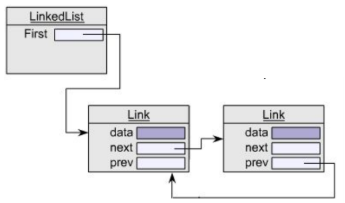 LinkedList
First
Link
data
next
prev
Link
data
next
prev